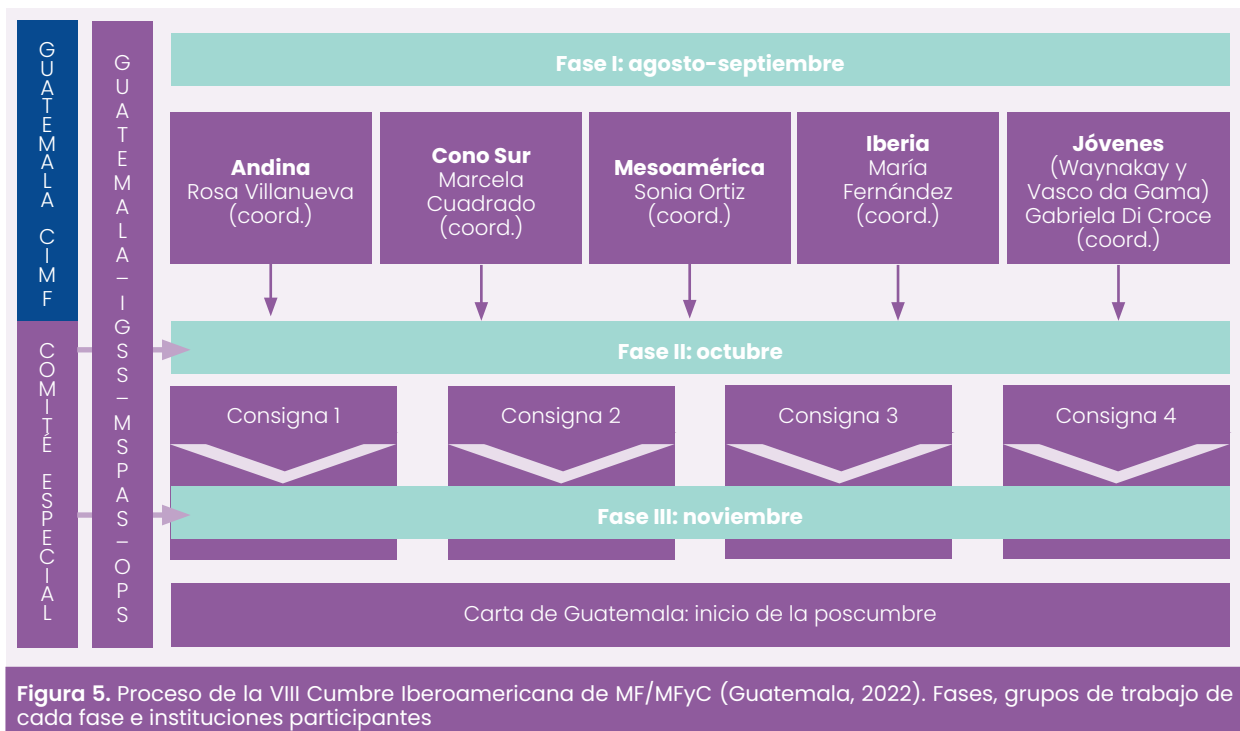 GUATEMALA CIMF
COMITÉ ESPECIAL
GUATEMALA–IGSS–MSPAS–OPS
Fase I: agosto-septiembre
Andina
Rosa Villanueva
(coord.)
Cono Sur
Marcela
Cuadrado
(coord.)
Mesoamérica
Sonia Ortiz
(coord.)
Iberia
María
Fernández
(coord.)
Jóvenes
(Waynakay y
Vasco da Gama)
Gabriela Di Croce
(coord.)
Fase II: octubre
Consigna 1
Consigna 2
Consigna 3
Consigna 4
Fase III: noviembre
Carta de Guatemala: inicio de la poscumbre
Figura 5. Proceso de la VIII Cumbre Iberoamericana de MF/MFyC (Guatemala, 2022). Fases, grupos de trabajo de
cada fase e instituciones participantes